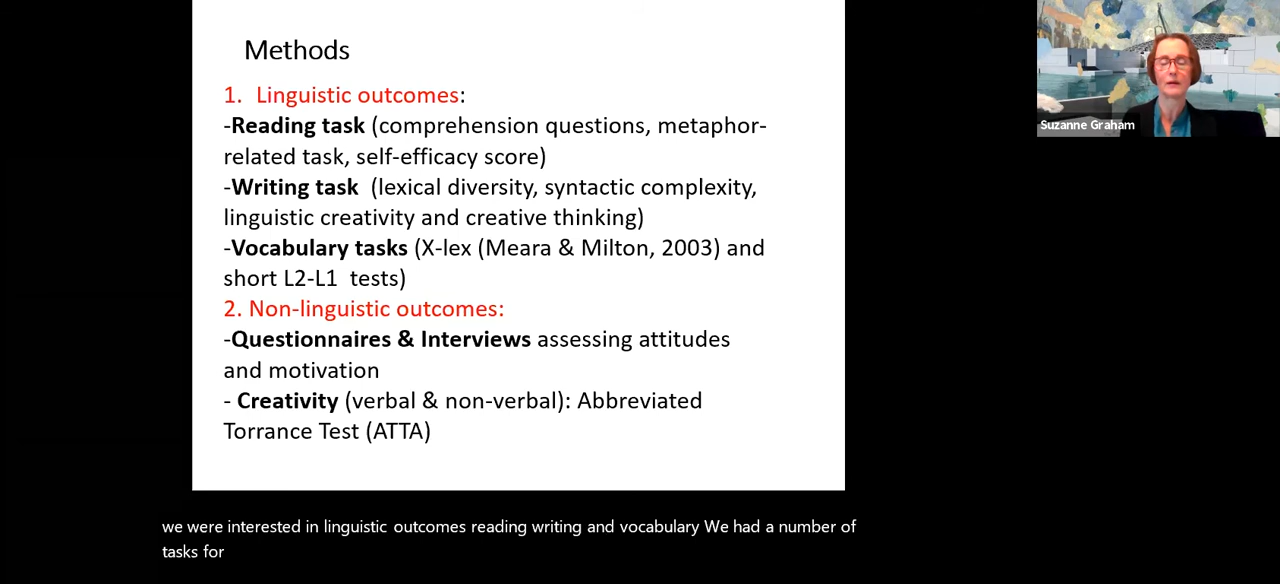 Methods
1. Linguistic outcomes:
-Reading task (comprehension questions, metaphor-
related task, self-efficacy score)
-Writing task (lexical diversity, syntactic complexity,
linguistic creativity and creative thinking)
-Vocabulary tasks (X-lex (Meara & Milton, 2003) and
short L2-L1 tests)
2. Non-linguistic outcomes:
-Questionnaires & Interviews assessing attitudes
and motivation
- Creativity (verbal & non-verbal): Abbreviated
Torrance Test (ATTA)
Suzanne Graham
we were interested in linguistic outcomes reading writing and vocabulary We had a number of
tasks for